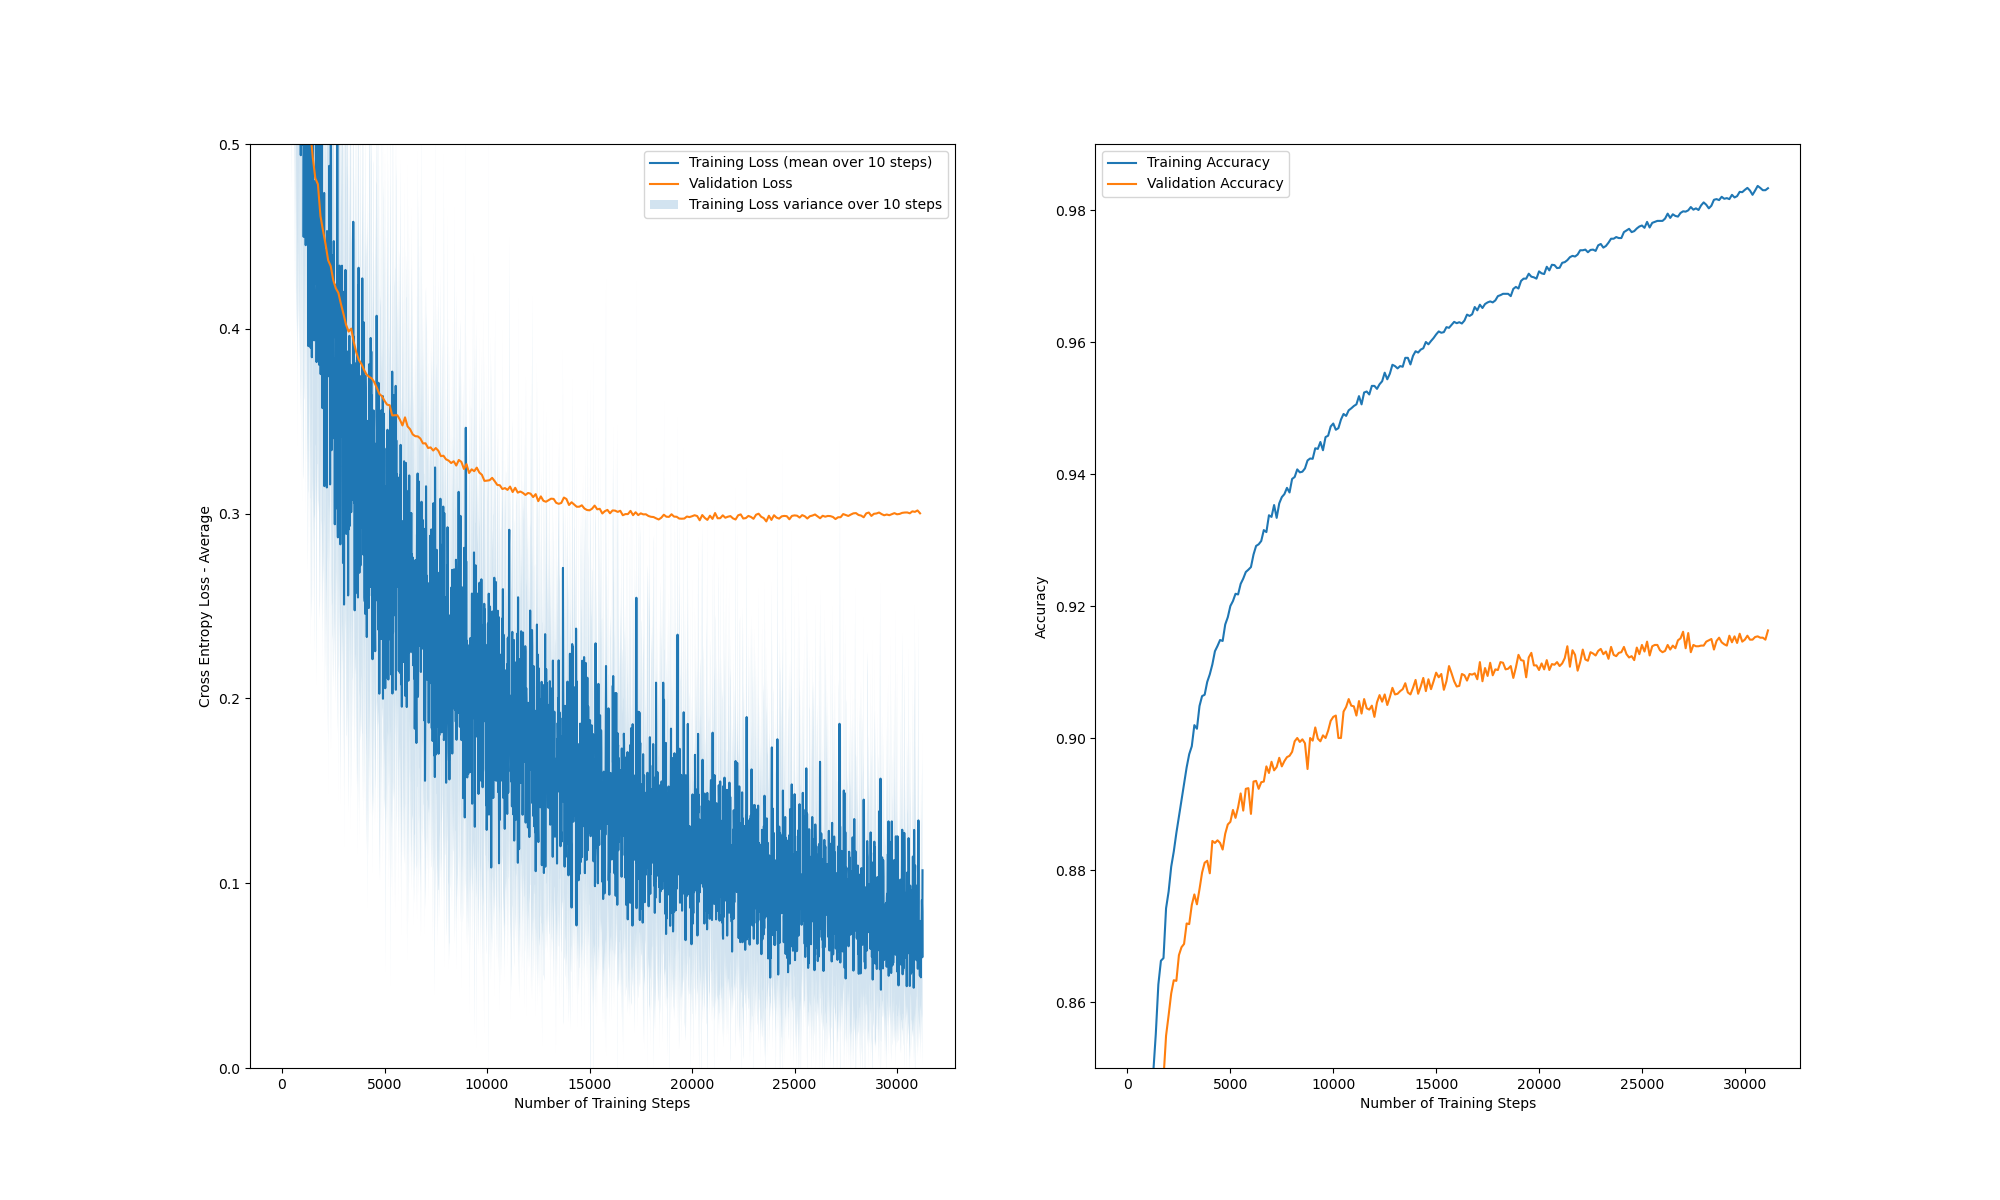 0.5
0.4
0.3
0.2
0.1
0.0
Cross Entropy Loss - Average
Training Loss (mean over 10 steps)
Validation Loss
Training Loss variance over 10 steps
0 5000 10000 15000 20000 25000 30000
Number of Training Steps
0.98
0.96
0.94
0.92
0.90
0.88
0.86
Accuracy
Training Accuracy
Validation Accuracy
0 5000 10000 15000 20000 25000 30000
Number of Training Steps